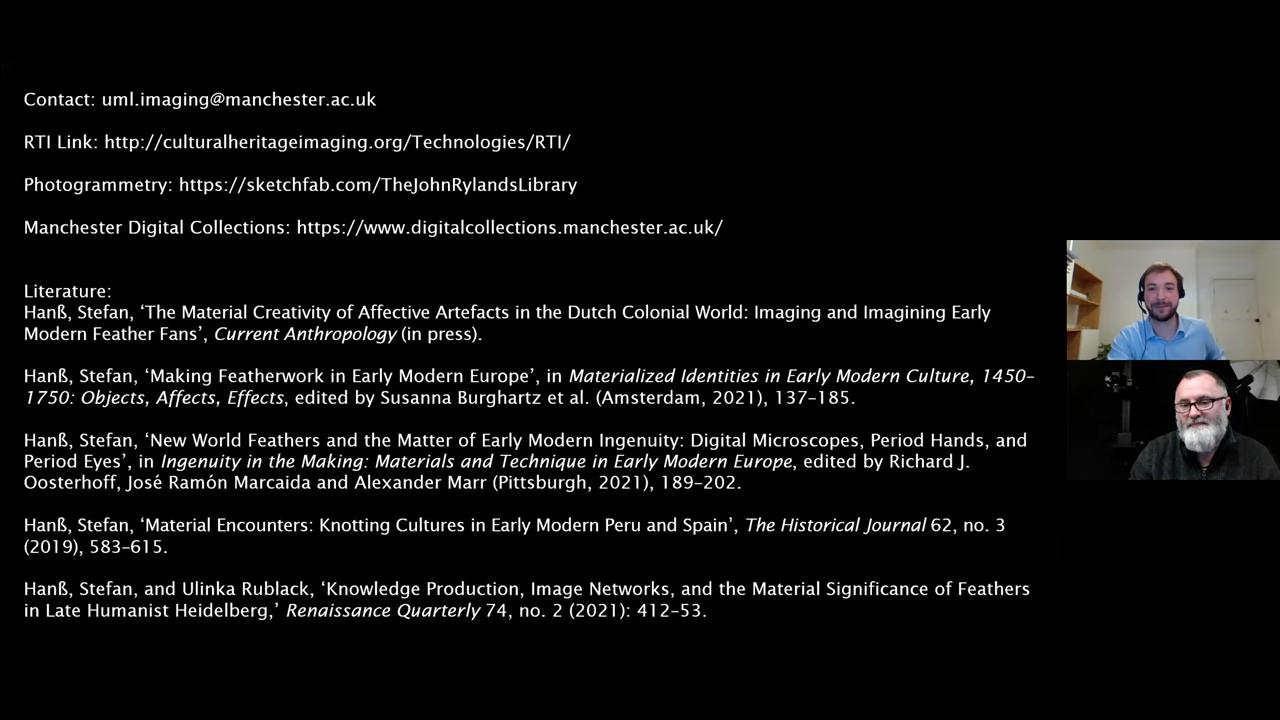 Contact: uml.imaging@manchester.ac.uk
RTI Link: http://culturalheritageimaging.org/Technologies/RTI/
Photogrammetry: https://sketchfab.com/TheJohnRylandsLibrary
Manchester Digital Collections: https://www.digitalcollections.manchester.ac.uk/
Literature:
Hanß, Stefan, ‘The Material Creativity of Affective Artefacts in the Dutch Colonial World: Imaging and Imagining Early
Modern Feather Fans’, Current Anthropology (in press).
Hanß, Stefan, ‘Making Featherwork in Early Modern Europe’, in Materialized Identities in Early Modern Culture, 1450–
1750: Objects, Affects, Effects, edited by Susanna Burghartz et al. (Amsterdam, 2021), 137–185.
Hanß, Stefan, ‘New World Feathers and the Matter of Early Modern Ingenuity: Digital Microscopes, Period Hands, and
Period Eyes’, in Ingenuity in the Making: Materials and Technique in Early Modern Europe, edited by Richard J.
Oosterhoff, José Ramón Marcaida and Alexander Marr (Pittsburgh, 2021), 189–202.
Hanß, Stefan, ‘Material Encounters: Knotting Cultures in Early Modern Peru and Spain’, The Historical Journal 62, no. 3
(2019), 583–615.
Hanß, Stefan, and Ulinka Rublack, ‘Knowledge Production, Image Networks, and the Material Significance of Feathers
in Late Humanist Heidelberg,’ Renaissance Quarterly 74, no. 2 (2021): 412–53.